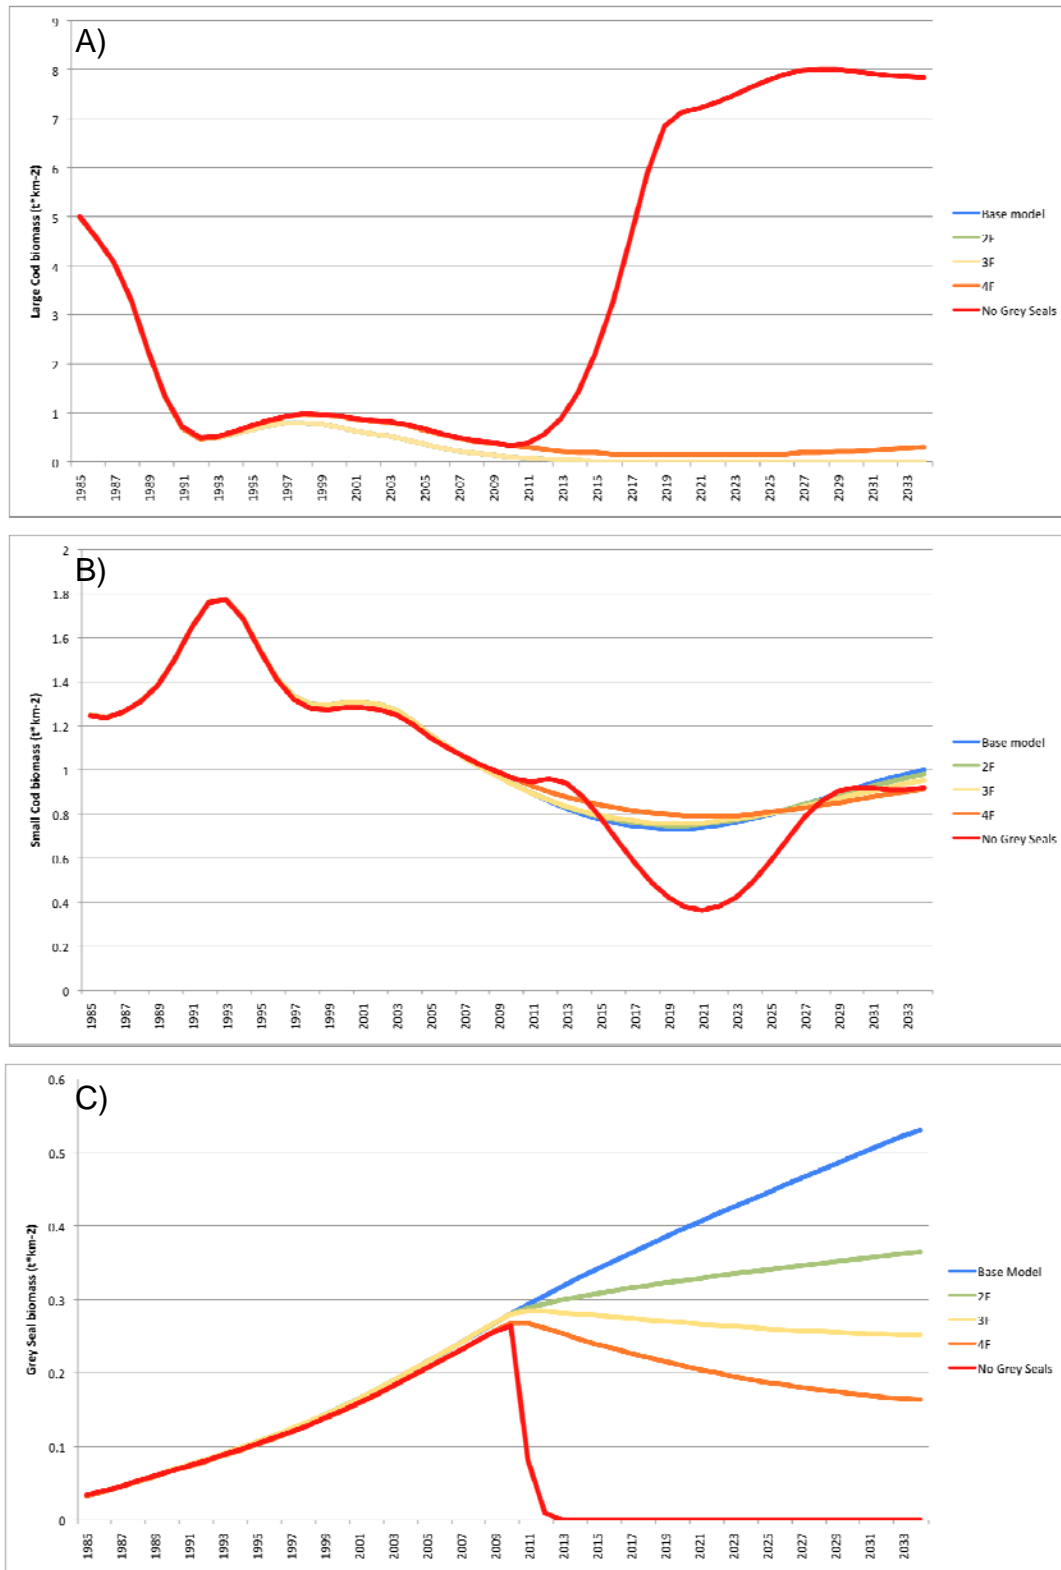 A)
9
8
7
6
5
4
3
2
1
0
Large Cod biomass (t*km-2)
1985 1987 1989 1991 1993 1995 1997 1999 2001 2003 2005 2007 2009 2011 2013 2015 2017 2019 2021 2023 2025 2027 2029 2031 2033
Base model
2F
3F
4F
No Grey Seals
B)
2
1.8
1.6
1.4
1.2
1
0.8
0.6
0.4
0.2
0
Small Cod biomass (t*km-2)
1985 1987 1989 1991 1993 1995 1997 1999 2001 2003 2005 2007 2009 2011 2013 2015 2017 2019 2021 2023 2025 2027 2029 2031 2033
Base model
2F
3F
4F
No Grey Seals
C)
0.6
0.5
0.4
0.3
0.2
0.1
0
Grey Seal biomass (t*km-2)
1985 1987 1989 1991 1993 1995 1997 1999 2001 2003 2005 2007 2009 2011 2013 2015 2017 2019 2021 2023 2025 2027 2029 2031 2033
Base Model
2F
3F
4F
No Grey Seals